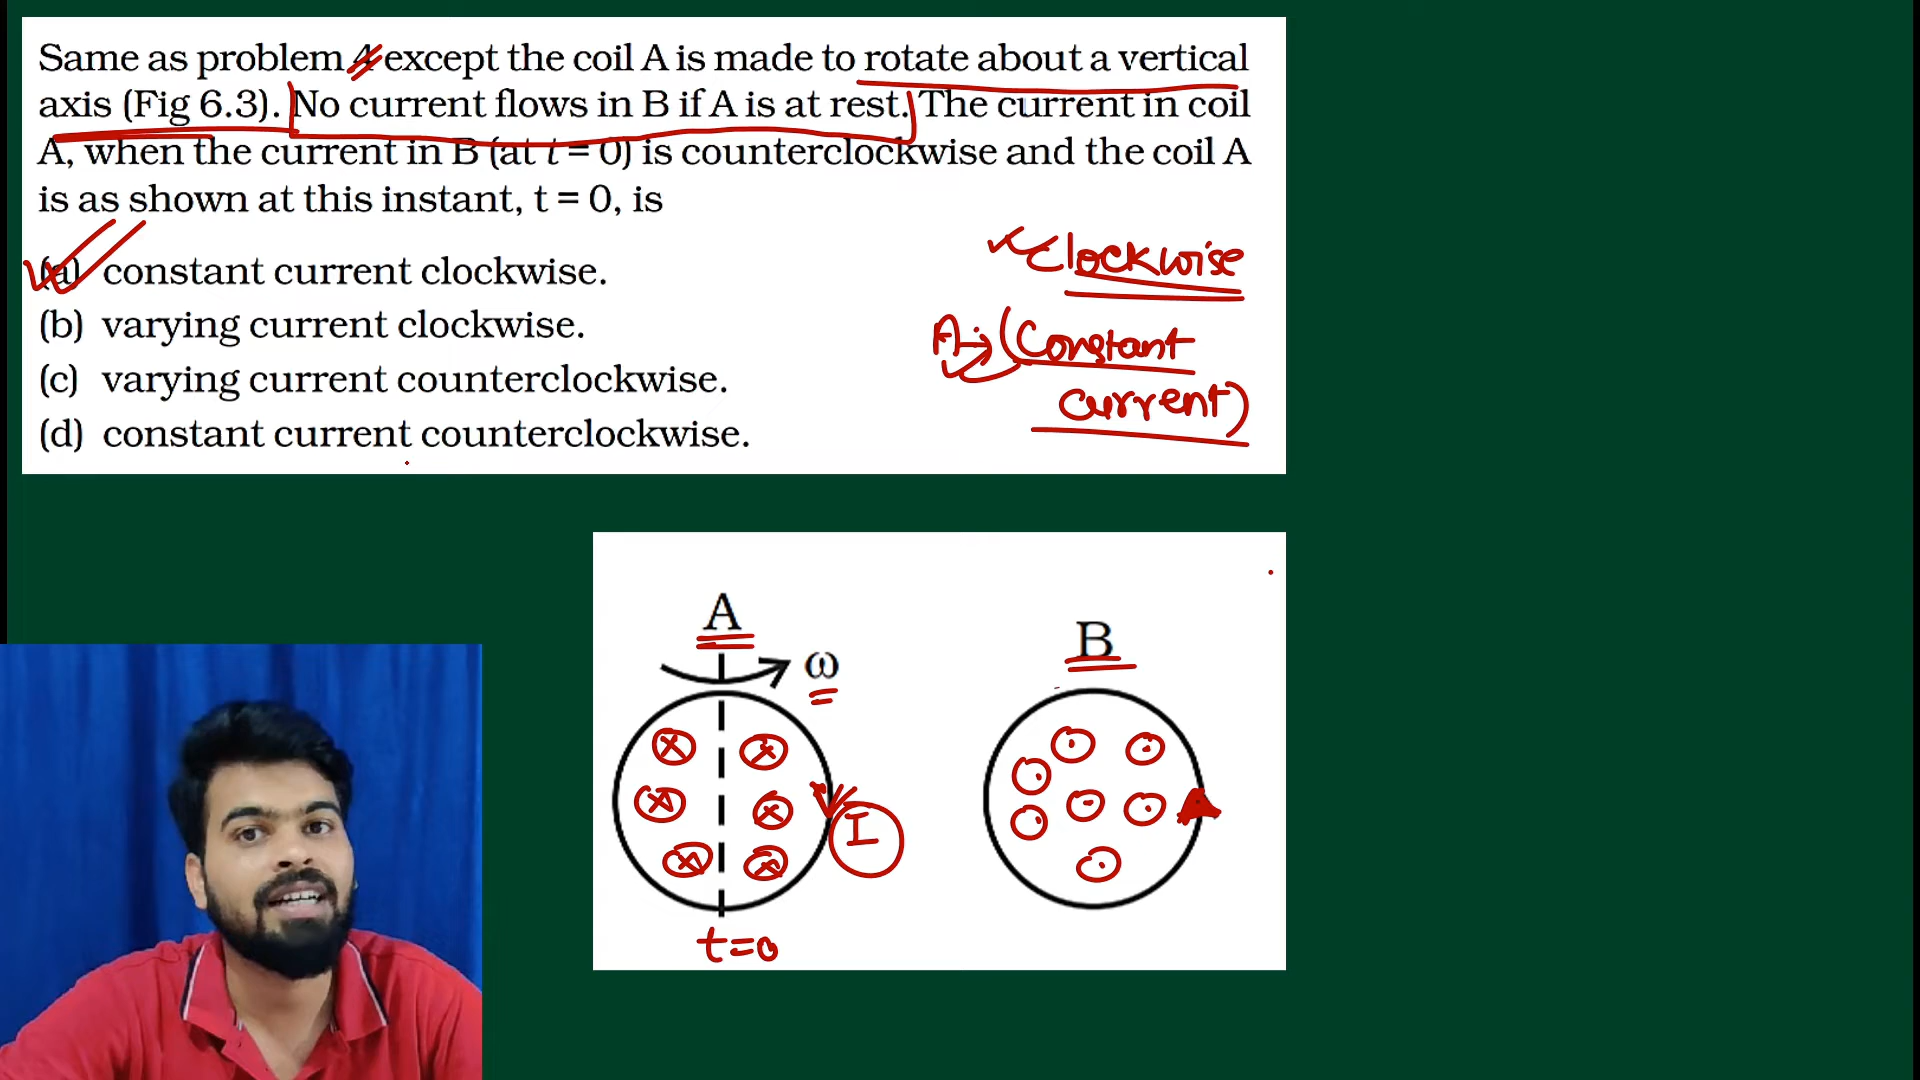 Same as problem 4 except the coil A is made to rotate about a vertical
axis (Fig 6.3). No current flows in B if A is at rest. The current in coil
A, when the current in B (at t = 0) is counterclockwise and the coil A
is as shown at this instant, t = 0, is
(a) constant current clockwise.
(b) varying current clockwise.
(c) varying current counterclockwise.
(d) constant current counterclockwise.
Clockwise
A → (Constant
current)
A
ω
B
I
t=0